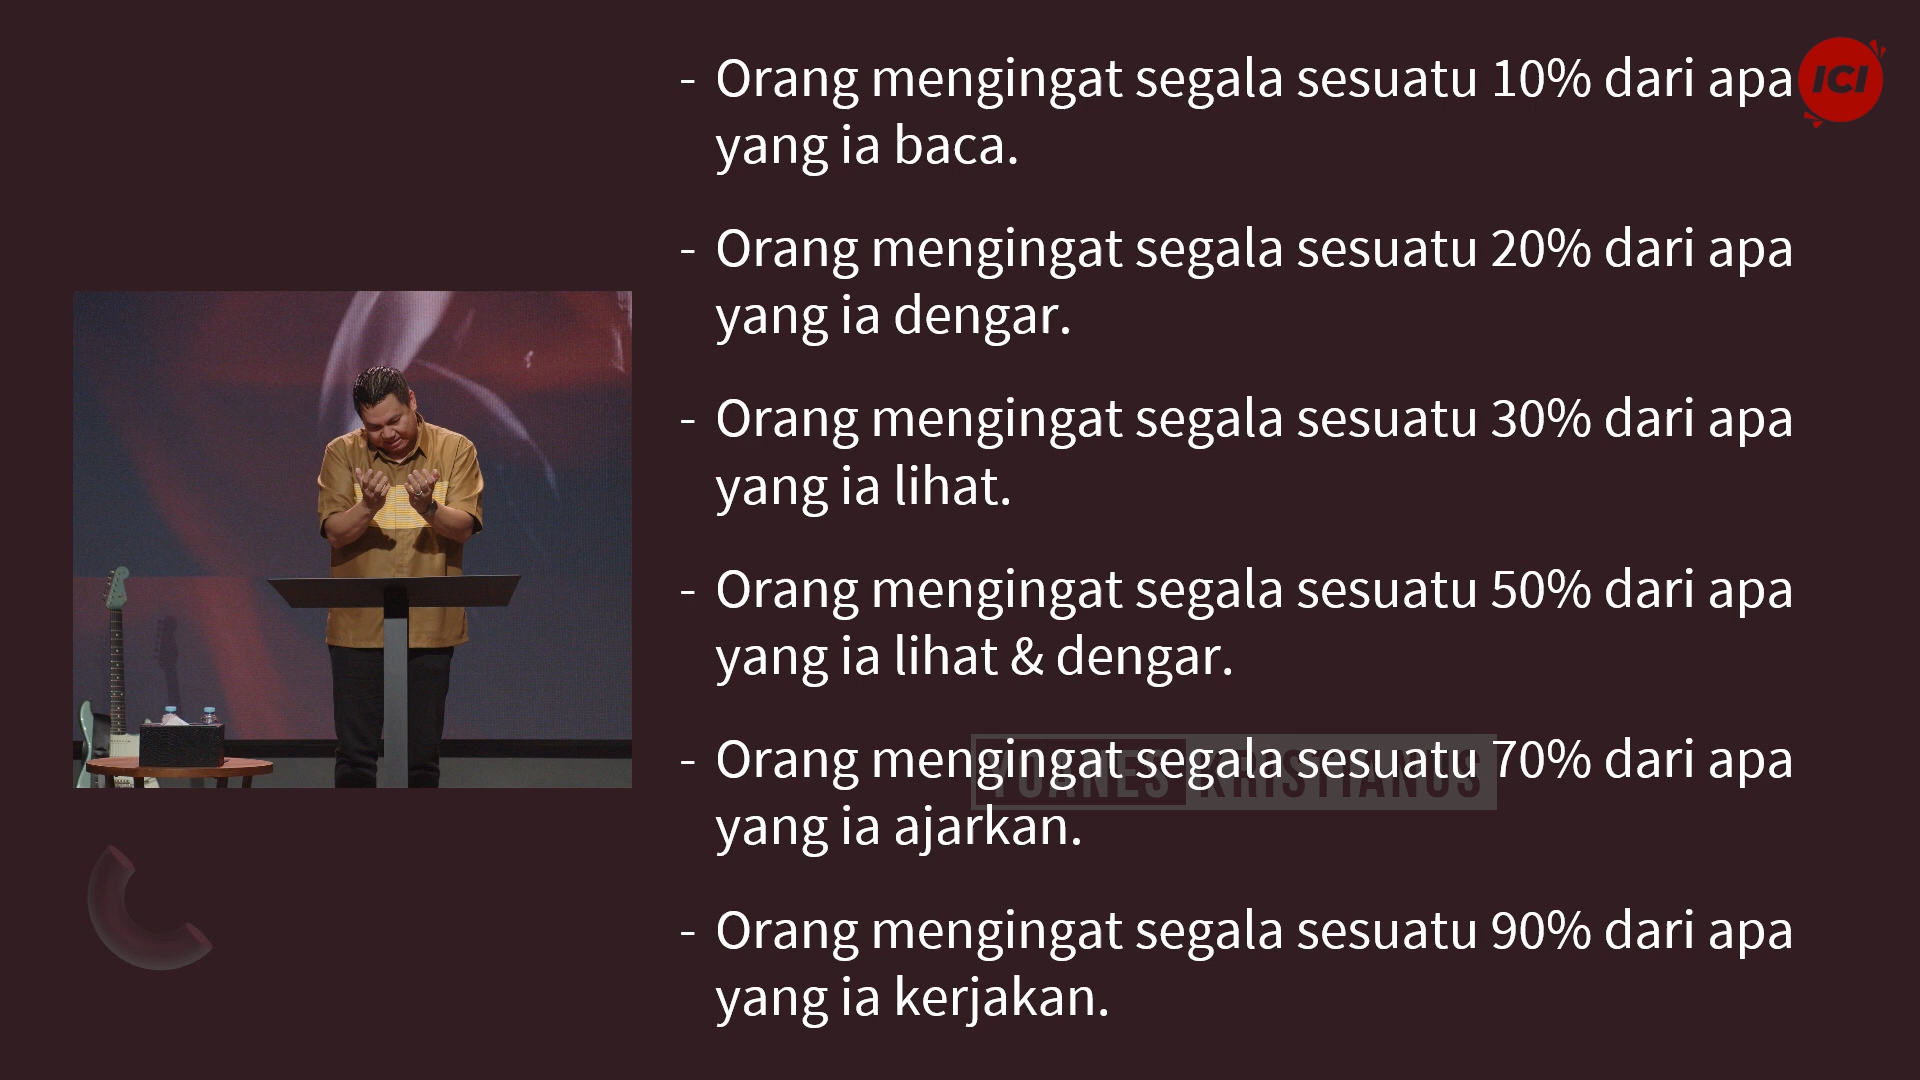 - Orang mengingat segala sesuatu 10% dari apa
yang ia baca.
ICI
- Orang mengingat segala sesuatu 20% dari apa
yang ia dengar.
- Orang mengingat segala sesuatu 30% dari apa
yang ia lihat.
- Orang mengingat segala sesuatu 50% dari apa
yang ia lihat & dengar.
- Orang mengingat segala sesuatu 70% dari apa
yang ia ajarkan.
YOANES KRISTIANUS
- Orang mengingat segala sesuatu 90% dari apa
yang ia kerjakan.